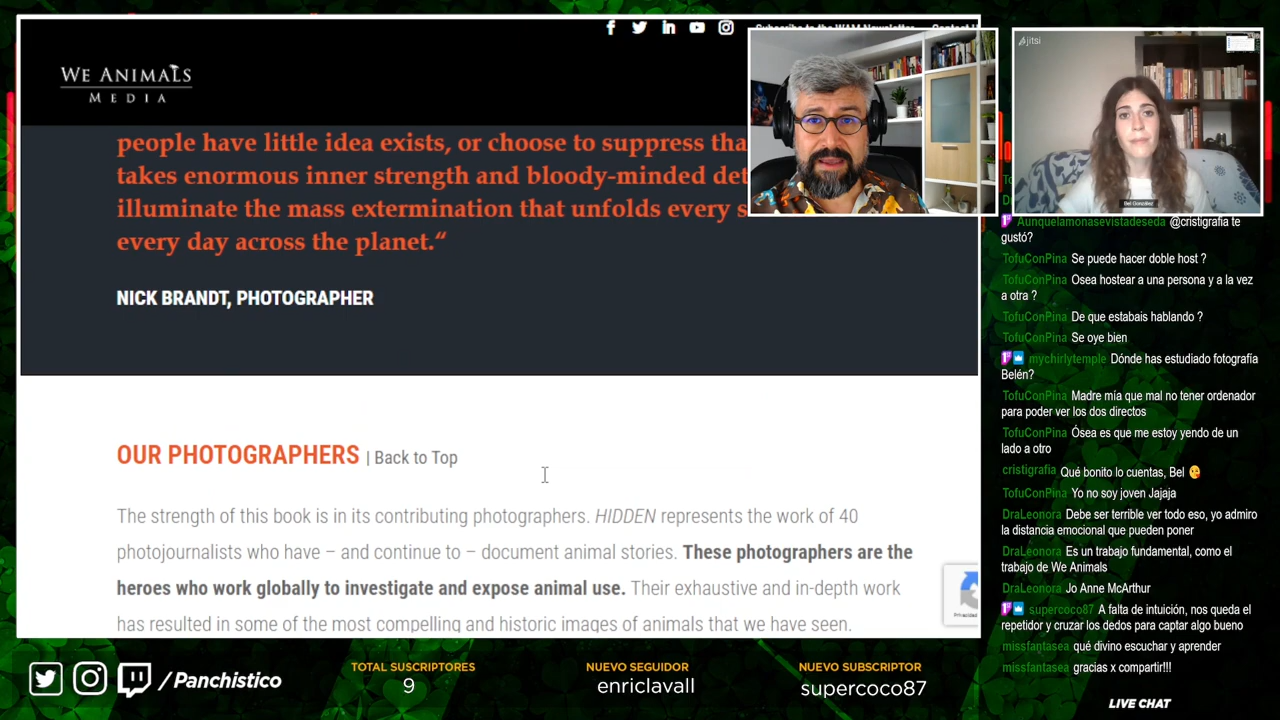 WE ANIMALS
MEDIA
people have little idea exists, or choose to suppress tha
takes enormous inner strength and bloody-minded det
illuminate the mass extermination that unfolds every s
every day across the planet.“
NICK BRANDT, PHOTOGRAPHER
OUR PHOTOGRAPHERS | Back to Top
The strength of this book is in its contributing photographers. HIDDEN represents the work of 40
photojournalists who have – and continue to – document animal stories. These photographers are the
heroes who work globally to investigate and expose animal use. Their exhaustive and in-depth work
has resulted in some of the most compelling and historic images of animals that we have seen.
jitsi
Bel González
Aunquelamonasevistadeseda @cristigrafia te
gustó?
TofuConPina Se puede hacer doble host ?
TofuConPina Osea hostear a una persona y a la vez
a otra ?
TofuConPina De que estabais hablando ?
TofuConPina Se oye bien
mychirlytemple Dónde has estudiado fotografía
Belén?
TofuConPina Madre mía que mal no tener ordenador
para poder ver los dos directos
TofuConPina Ósea es que me estoy yendo de un
lado a otro
cristigrafia Qué bonito lo cuentas, Bel
TofuConPina Yo no soy joven Jajaja
DraLeonora Debe ser terrible ver todo eso, yo admiro
la distancia emocional que pueden poner
DraLeonora Es un trabajo fundamental, como el
trabajo de We Animals
DraLeonora Jo Anne McArthur
supercoco87 A falta de intuición, nos queda el
repetidor y cruzar los dedos para captar algo bueno
missfantasea qué divino escuchar y aprender
missfantasea gracias x compartir!!!
LIVE CHAT
/Panchistico
TOTAL SUSCRIPTORES
9
NUEVO SEGUIDOR
enriclavall
NUEVO SUBSCRIPTOR
supercoco87